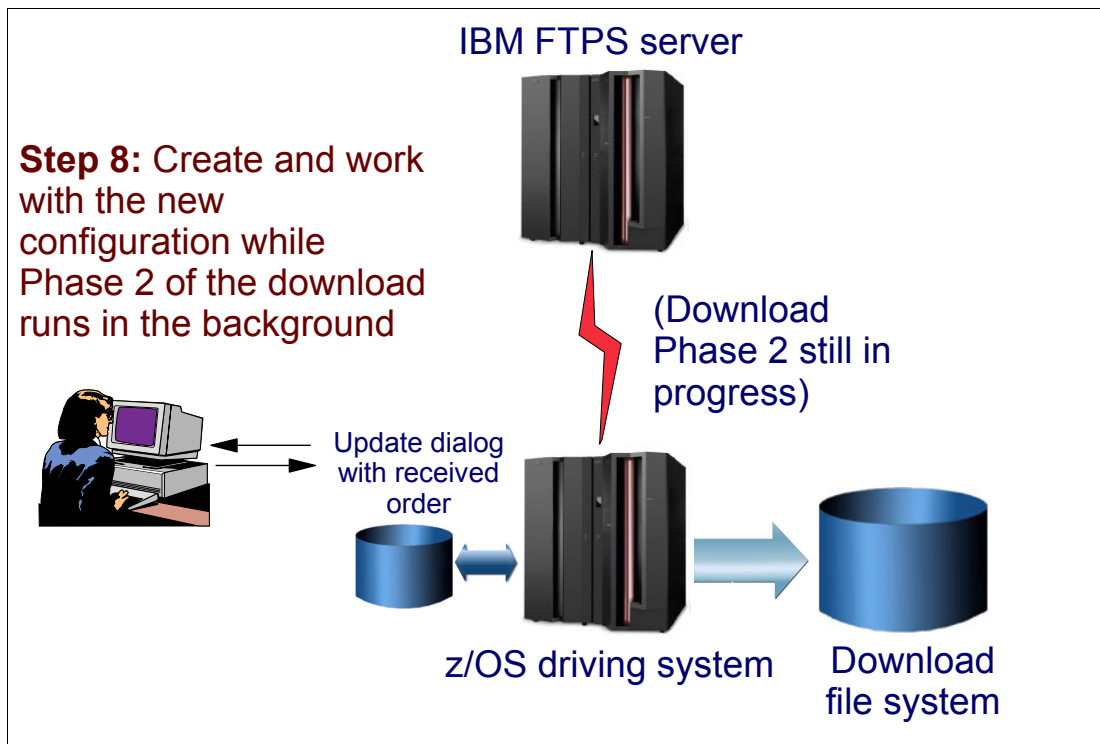 IBM FTPS server
Step 8: Create and work
with the new
configuration while
Phase 2 of the download
runs in the background
(Download
Phase 2 still in
progress)
Update dialog
with received
order
z/OS driving system
Download
file system